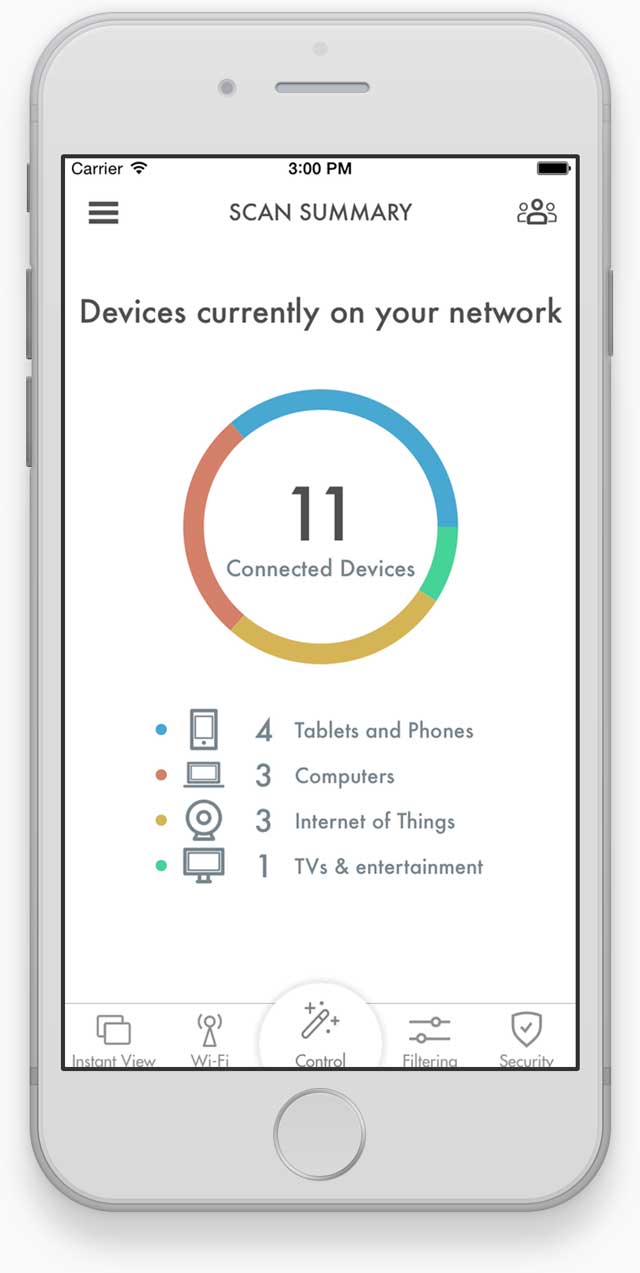 Carrier 3:00 PM
SCAN SUMMARY
Devices currently on your network
11
Connected Devices
4 Tablets and Phones
3 Computers
3 Internet of Things
1 TVs & entertainment
Instant View Wi-Fi Control Filtering Security